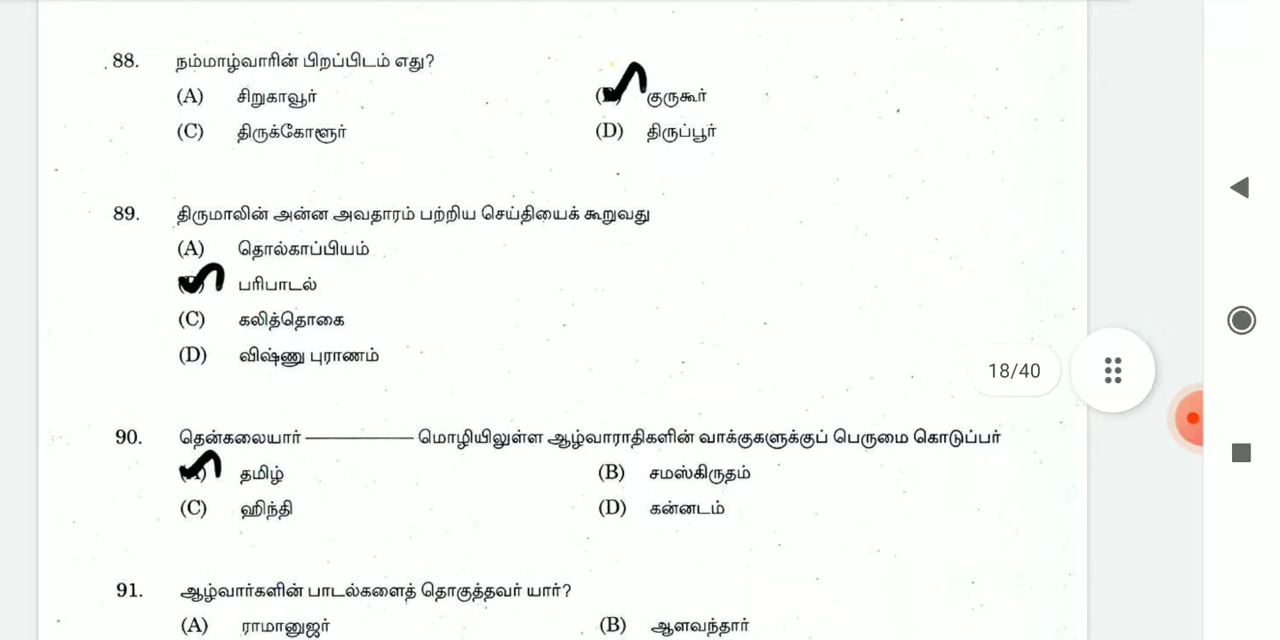 88. நம்மாழ்வாரின் பிறப்பிடம் எது?
(A) சிறுகாவூர் குருகூர்
(C) திருக்கோளூர் (D) திருப்பூர்
89. திருமாலின் அன்ன அவதாரம் பற்றிய செய்தியைக் கூறுவது
(A) தொல்காப்பியம்
பரிபாடல்
(C) கலித்தொகை
(D) விஷ்ணு புராணம்
18/40
90. தென்கலையார் ———— மொழியிலுள்ள ஆழ்வாராதிகளின் வாக்குகளுக்குப் பெருமை கொடுப்பர்
தமிழ் (B) சமஸ்கிருதம்
(C) ஹிந்தி (D) கன்னடம்
91. ஆழ்வார்களின் பாடல்களைத் தொகுத்தவர் யார்?
(A) ராமானுஜர் (B) ஆளவந்தார்